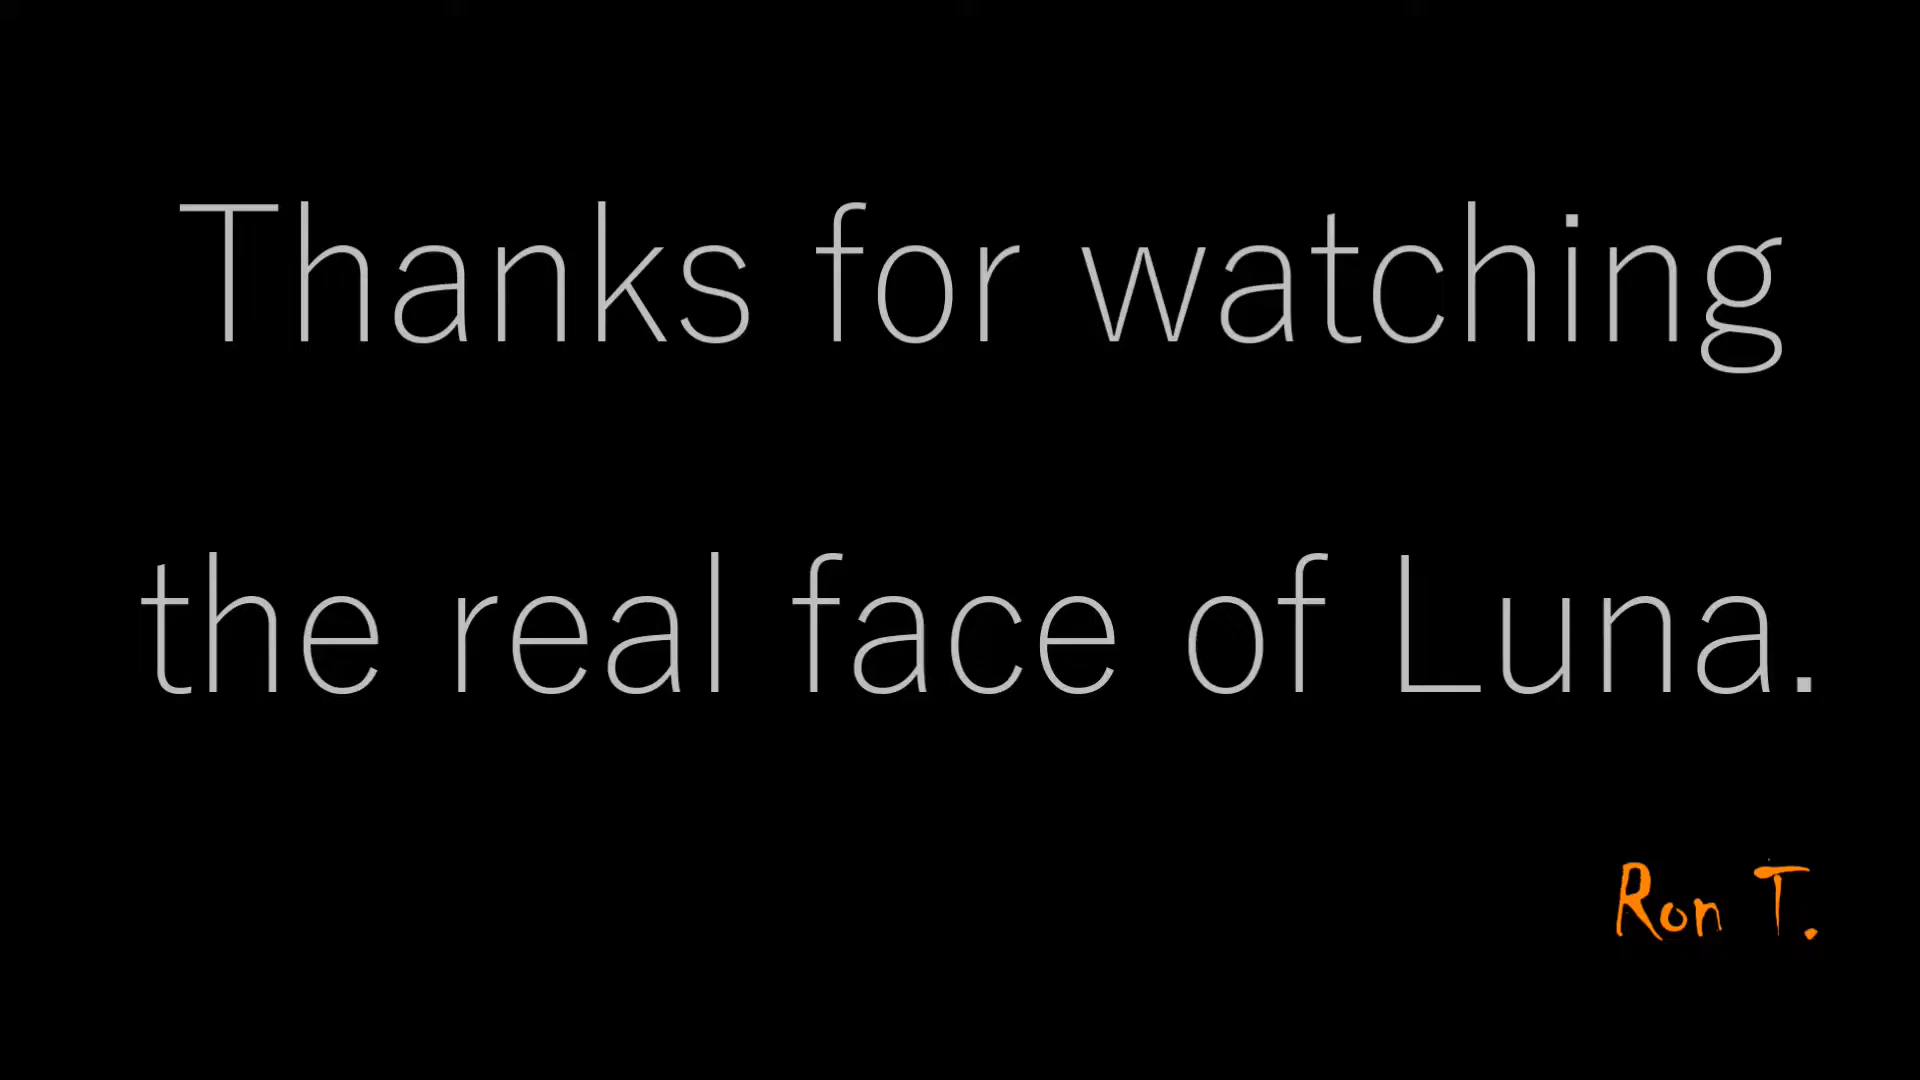 Thanks for watching
the real face of Luna.
Ron T.